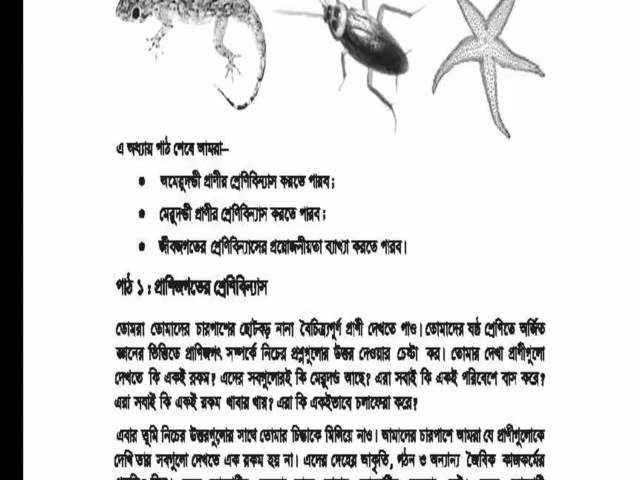 এ অধ্যায় পাঠ শেষে আমরা–
● অমেরুদণ্ডী প্রাণীর শ্রেণিবিন্যাস করতে পারব;
● মেরুদণ্ডী প্রাণীর শ্রেণিবিন্যাস করতে পারব;
● জীবজগতের শ্রেণিবিন্যাসের প্রয়োজনীয়তা ব্যাখ্যা করতে পারব।
পাঠ ১ : প্রাণিজগতের শ্রেণিবিন্যাস
তোমরা তোমাদের চারপাশের ছোটবড় নানা বৈচিত্র্যপূর্ণ প্রাণী দেখতে পাও। তোমাদের ষষ্ঠ শ্রেণিতে অর্জিত
জ্ঞানের ভিত্তিতে প্রাণিজগৎ সম্পর্কে নিচের প্রশ্নগুলোর উত্তর দেওয়ার চেষ্টা কর। তোমার দেখা প্রাণীগুলো
দেখতে কি একই রকম? এদের সবগুলোরই কি মেরুদণ্ড আছে? এরা সবাই কি একই পরিবেশে বাস করে?
এরা সবাই কি একই রকম খাবার খায়? এরা কি একইভাবে চলাফেরা করে?
এবার তুমি নিচের উত্তরগুলোর সাথে তোমার চিন্তাকে মিলিয়ে নাও। আমাদের চারপাশে আমরা যে প্রাণীগুলোকে
দেখি তার সবগুলো দেখতে এক রকম হয় না। এদের দেহের আকৃতি, গঠন ও অন্যান্য জৈবিক কাজকর্মের